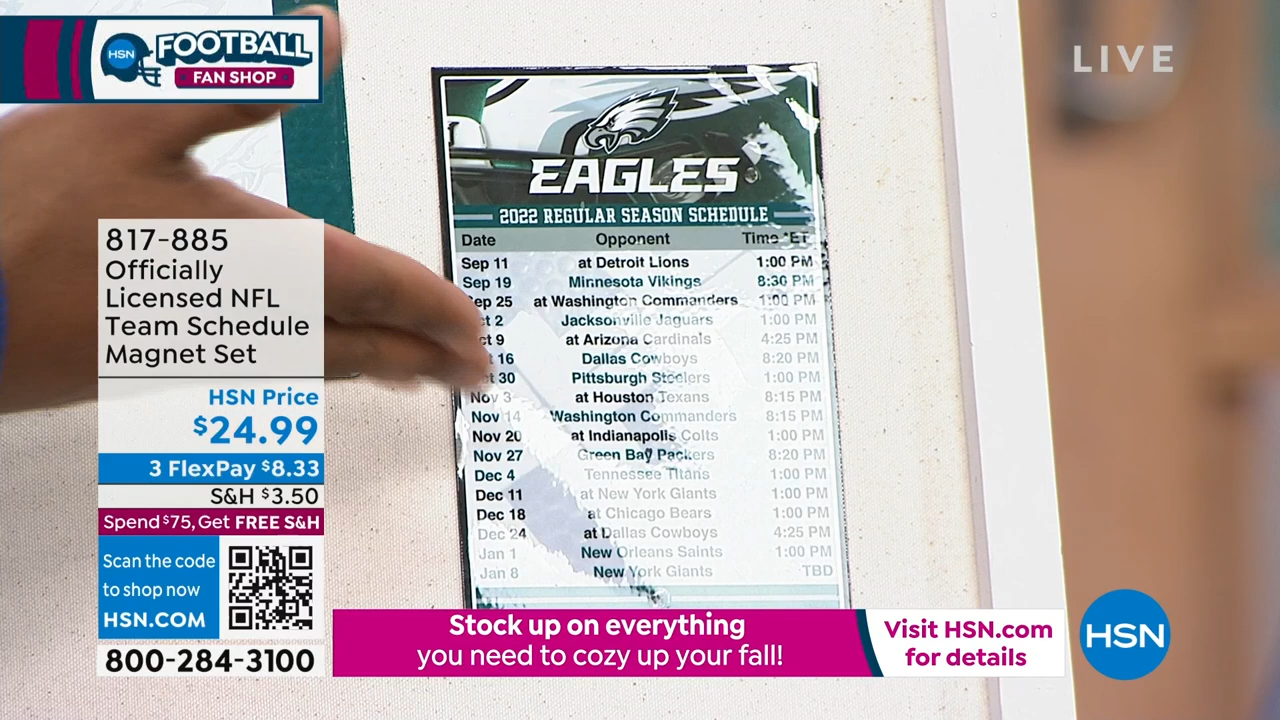 HSN
FOOTBALL
FAN SHOP
LIVE
EAGLES
2022 REGULAR SEASON SCHEDULE
Date Opponent Time *ET
Sep 11 at Detroit Lions 1:00 PM
Sep 19 Minnesota Vikings 8:30 PM
ep 25 at Washington Commanders 1:00 PM
ct 2 Jacksonville Jaguars 1:00 PM
ct 9 at Arizona Cardinals 4:25 PM
16 Dallas Cowboys 8:20 PM
t 30 Pittsburgh Steelers 1:00 PM
Nov 3 at Houston Texans 8:15 PM
Nov 14 Washington Commanders 8:15 PM
Nov 20 at Indianapolis Colts 1:00 PM
Nov 27 Green Bay Packers 8:20 PM
Dec 4 Tennessee Titans 1:00 PM
Dec 11 at New York Giants 1:00 PM
Dec 18 at Chicago Bears 1:00 PM
Dec 24 at Dallas Cowboys 4:25 PM
Jan 1 New Orleans Saints 1:00 PM
Jan 8 New York Giants TBD
817-885
Officially
Licensed NFL
Team Schedule
Magnet Set
HSN Price
$24.99
3 FlexPay $8.33
S&H $3.50
Spend $75, Get FREE S&H
Scan the code
to shop now
HSN.COM
800-284-3100
Stock up on everything
you need to cozy up your fall!
Visit HSN.com
for details
HSN